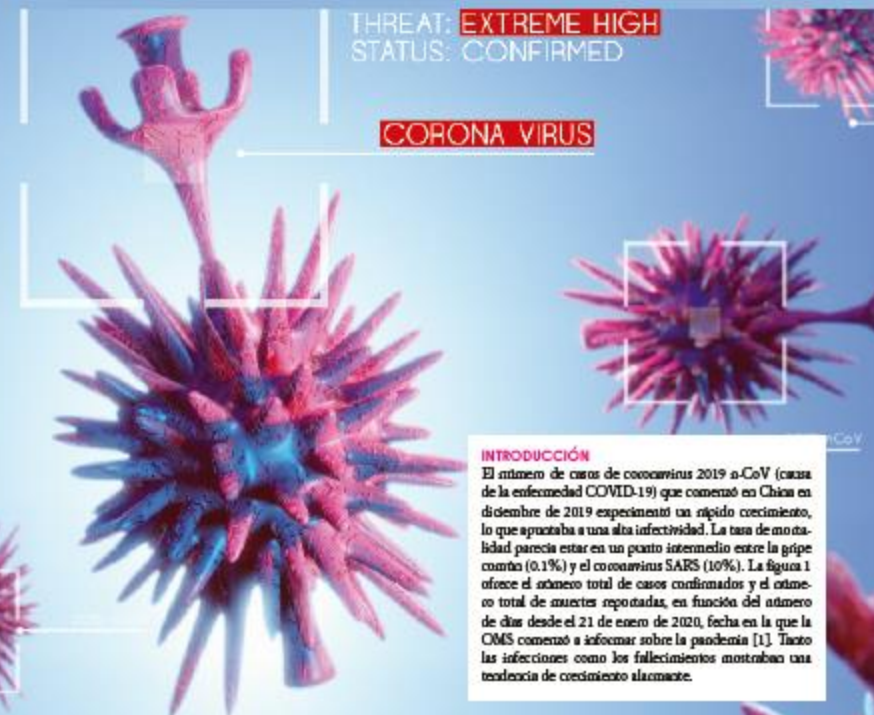 THREAT: EXTREME HIGH
STATUS: CONFIRMED
CORONA VIRUS
nCoV
INTRODUCCIÓN
El número de casos de coronavirus 2019 n-CoV (causa
de la enfermedad COVID-19) que comenzó en China en
diciembre de 2019 experimentó un rápido crecimiento,
lo que apuntaba a una alta infectividad. La tasa de morta-
lidad parecía estar en un punto intermedio entre la gripe
común (0.1%) y el coronavirus SARS (10%). La figura 1
ofrece el número total de casos confirmados y el núme-
ro total de muertes reportadas, en función del número
de días desde el 21 de enero de 2020, fecha en la que la
OMS comenzó a informar sobre la pandemia [1]. Tanto
las infecciones como los fallecimientos mostraban una
tendencia de crecimiento alarmante.